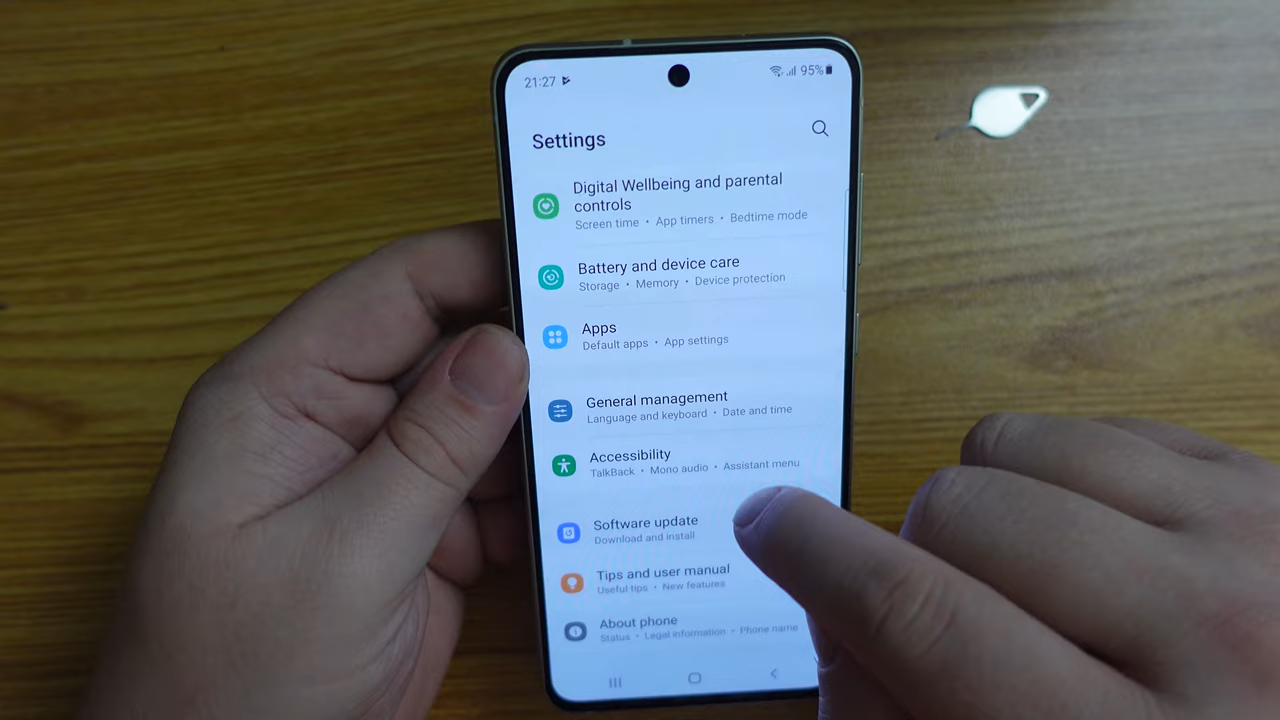 21:27 95%
Settings
Digital Wellbeing and parental
controls
Screen time • App timers • Bedtime mode
Battery and device care
Storage • Memory • Device protection
Apps
Default apps • App settings
General management
Language and keyboard • Date and time
Accessibility
TalkBack • Mono audio • Assistant menu
Software update
Download and install
Tips and user manual
Useful tips • New features
About phone
Status • Legal information • Phone name